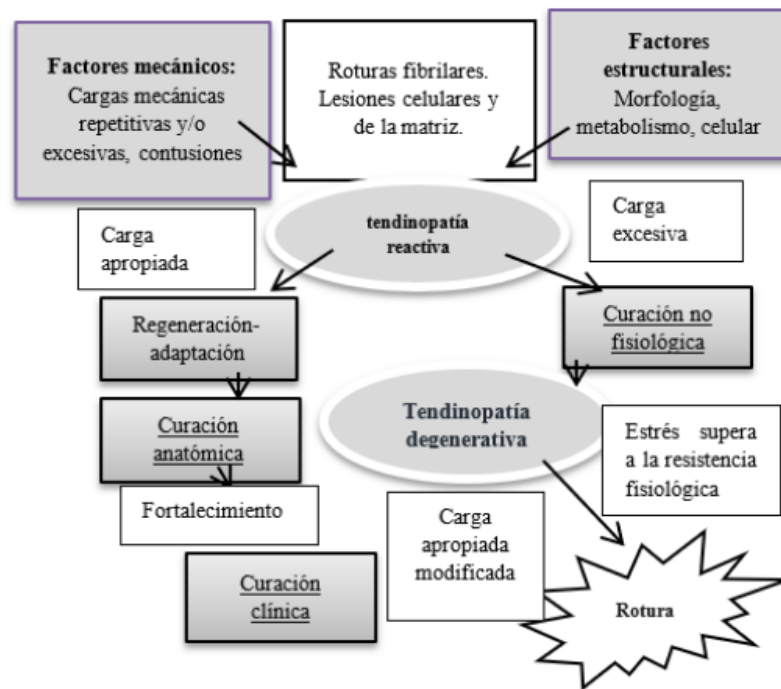 Factores mecánicos:
Cargas mecánicas
repetitivas y/o
excesivas, contusiones
Roturas fibrilares.
Lesiones celulares y
de la matriz.
Factores
estructurales:
Morfología,
metabolismo, celular
tendinopatía
reactiva
Carga
apropiada
Carga
excesiva
Regeneración-
adaptación
Curación no
fisiológica
Curación
anatómica
Tendinopatía
degenerativa
Estrés supera
a la resistencia
fisiológica
Fortalecimiento
Carga
apropiada
modificada
Curación
clínica
Rotura